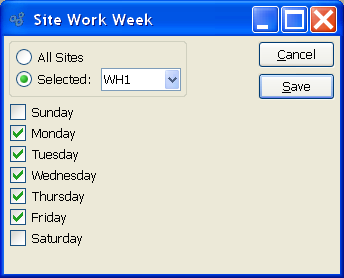 Site Work Week
All Sites
Selected: WH1
Cancel
Save
Sunday
Monday
Tuesday
Wednesday
Thursday
Friday
Saturday